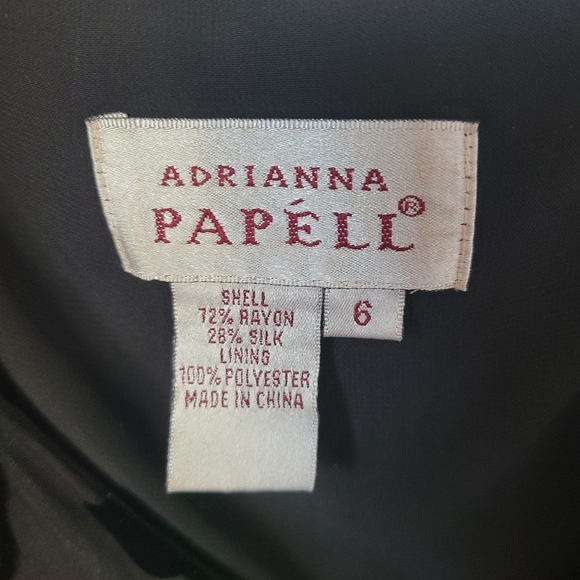 ADRIANNA
PAPÉLL®
SHELL
72% RAYON
28% SILK
LINING
100% POLYESTER
MADE IN CHINA
6